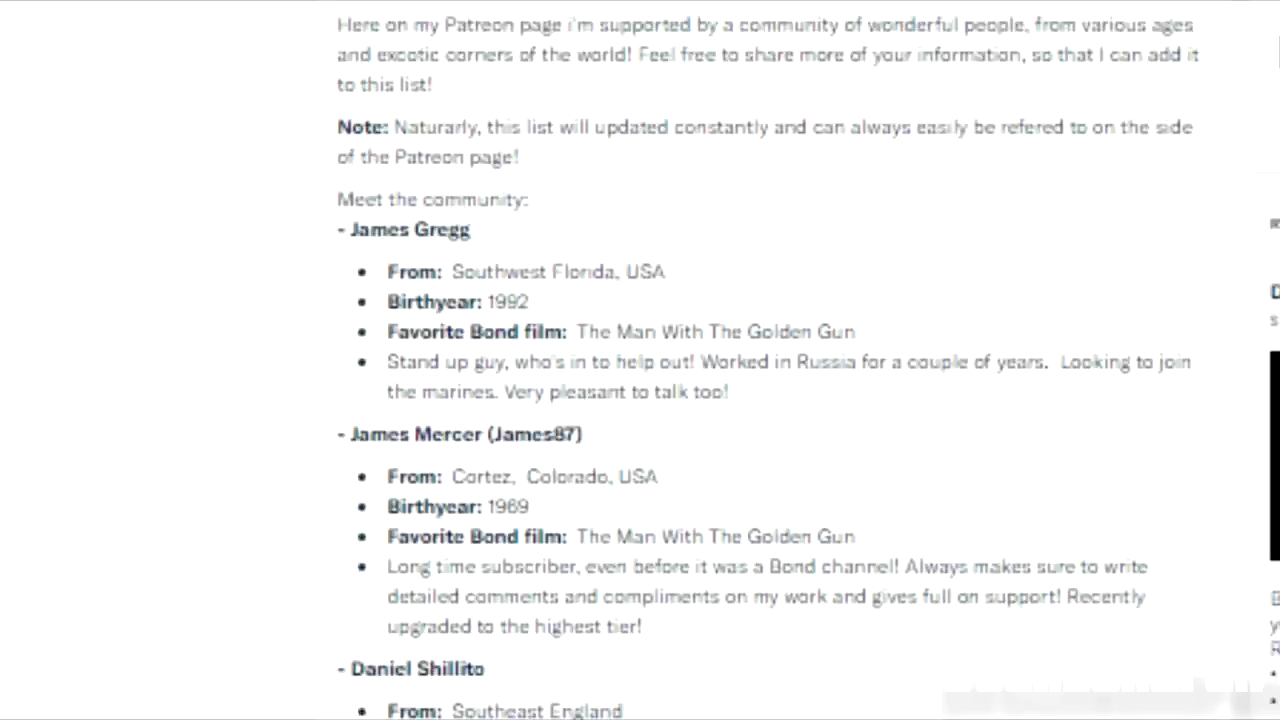 Here on my Patreon page i'm supported by a community of wonderful people, from various ages
and excotic corners of the world! Feel free to share more of your information, so that I can add it
to this list!
Note: Naturarly, this list will updated constantly and can always easily be refered to on the side
of the Patreon page!
Meet the community:
- James Gregg
• From: Southwest Florida, USA
• Birthyear: 1992
• Favorite Bond film: The Man With The Golden Gun
• Stand up guy, who's in to help out! Worked in Russia for a couple of years. Looking to join
the marines. Very pleasant to talk too!
- James Mercer (James87)
• From: Cortez, Colorado, USA
• Birthyear: 1969
• Favorite Bond film: The Man With The Golden Gun
• Long time subscriber, even before it was a Bond channel! Always makes sure to write
detailed comments and compliments on my work and gives full on support! Recently
upgraded to the highest tier!
- Daniel Shillito
• From: Southeast England